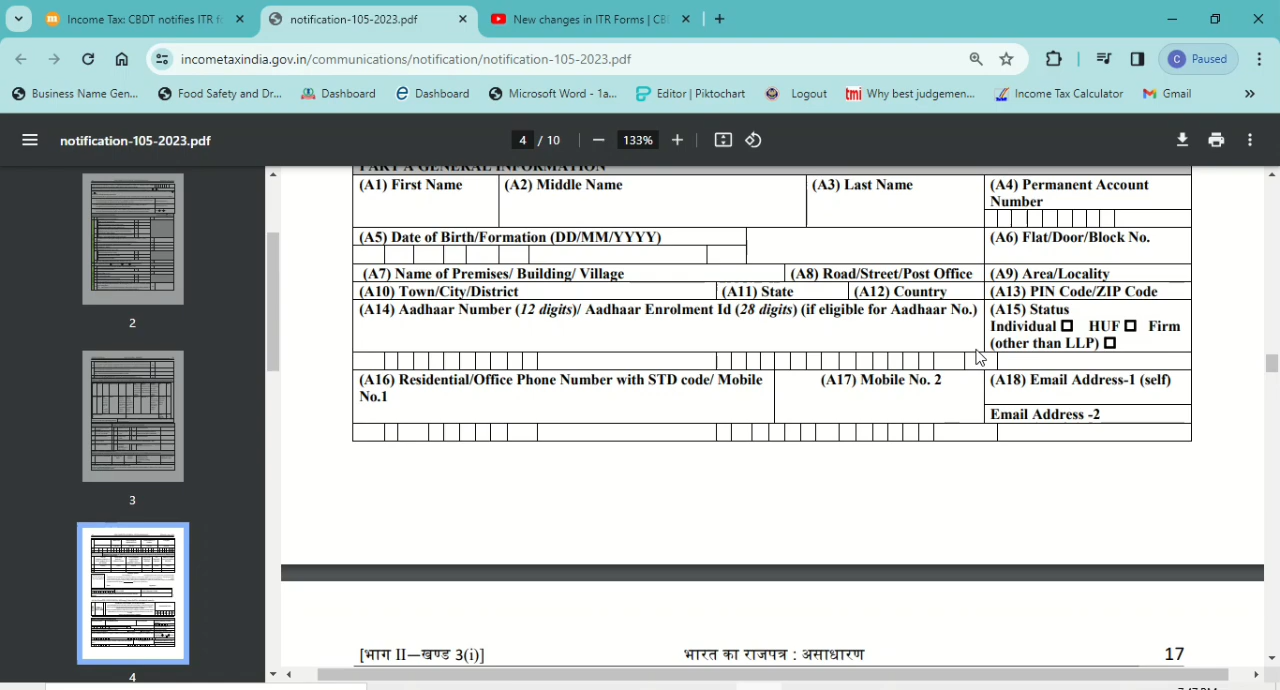 Income Tax: CBDT notifies ITR f
notification-105-2023.pdf
New changes in ITR Forms | CB
incometaxindia.gov.in/communications/notification/notification-105-2023.pdf
C Paused
Business Name Gen...
Food Safety and Dr...
Dashboard
Dashboard
Microsoft Word - 1a...
Editor | Piktochart
Logout
tmi Why best judgemen...
Income Tax Calculator
Gmail
notification-105-2023.pdf
4 / 10
133%
2
3
4
PART A GENERAL INFORMATION
(A1) First Name (A2) Middle Name (A3) Last Name (A4) Permanent Account
Number
(A5) Date of Birth/Formation (DD/MM/YYYY) (A6) Flat/Door/Block No.
(A7) Name of Premises/ Building/ Village (A8) Road/Street/Post Office (A9) Area/Locality
(A10) Town/City/District (A11) State (A12) Country (A13) PIN Code/ZIP Code
(A14) Aadhaar Number (12 digits)/ Aadhaar Enrolment Id (28 digits) (if eligible for Aadhaar No.) (A15) Status
Individual HUF Firm
(other than LLP)
(A16) Residential/Office Phone Number with STD code/ Mobile (A17) Mobile No. 2 (A18) Email Address-1 (self)
No.1
Email Address -2
[भाग II—खण्ड 3(i)] भारत का राजपत्र : असाधारण 17